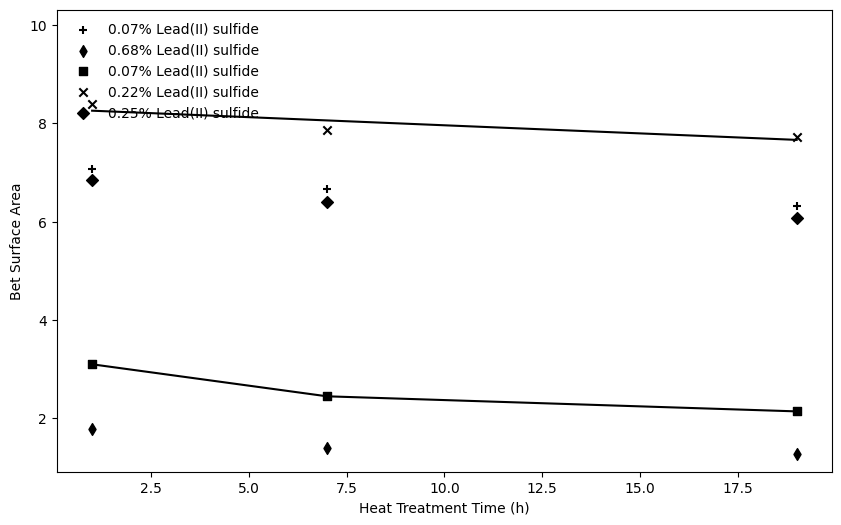 10
0.07% Lead(II) sulfide
0.68% Lead(II) sulfide
0.07% Lead(II) sulfide
0.22% Lead(II) sulfide
0.25% Lead(II) sulfide
8
6
4
2
Bet Surface Area
2.5 5.0 7.5 10.0 12.5 15.0 17.5
Heat Treatment Time (h)